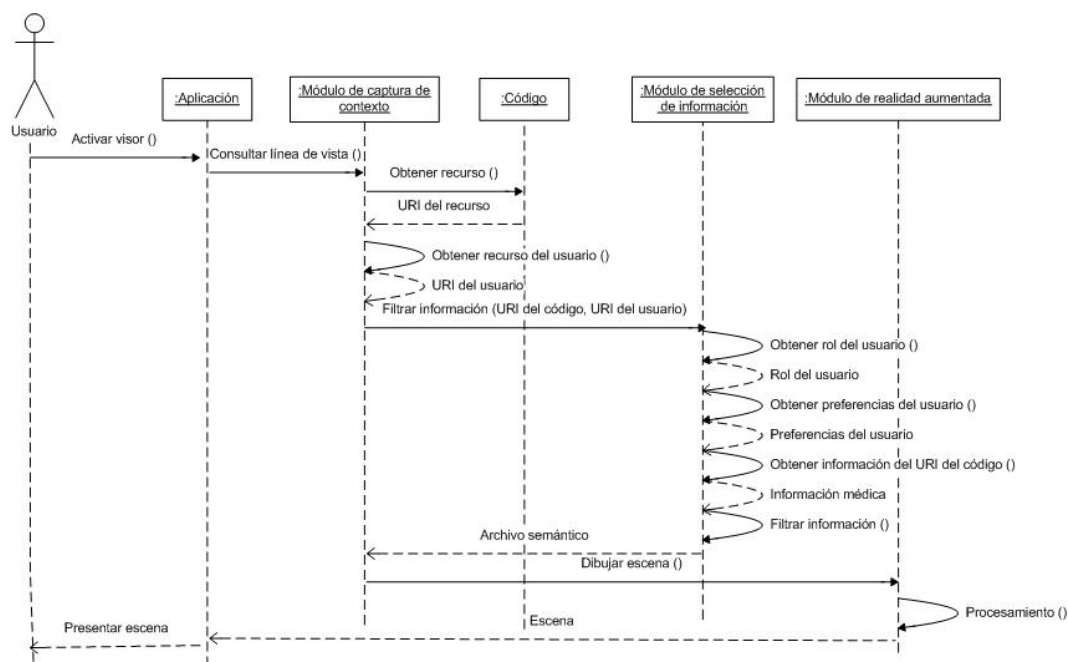 :Aplicación
:Módulo de captura de
contexto
:Código
:Módulo de selección
de información
:Módulo de realidad aumentada
Usuario
Activar visor ()
Consultar línea de vista ()
Obtener recurso ()
URI del recurso
Obtener recurso del usuario ()
URI del usuario
Filtrar información (URI del código, URI del usuario)
Obtener rol del usuario ()
Rol del usuario
Obtener preferencias del usuario ()
Preferencias del usuario
Obtener información del URI del código ()
Información médica
Filtrar información ()
Archivo semántico
Dibujar escena ()
Procesamiento ()
Escena
Presentar escena